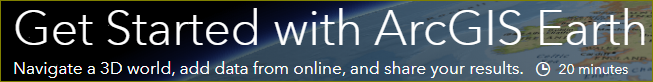 Get Started with ArcGIS Earth
Navigate a 3D world, add data from online, and share your results. 20 minutes